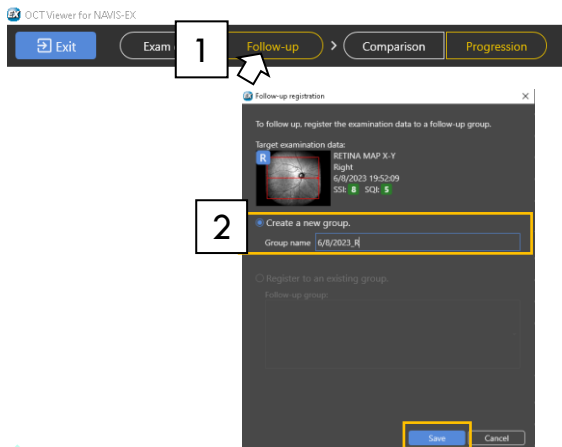 OCT Viewer for NAVIS-EX
Exit
Exam
1
Follow-up
>
Comparison
Progression
Follow-up registration
To follow up, register the examination data to a follow-up group.
Target examination data:
R
RETINA MAP X-Y
Right
6/8/2023 19:52:09
SSI: 8 SQI: 5
2
Create a new group.
Group name 6/8/2023_R
Register to an existing group.
Follow-up group:
Save Cancel